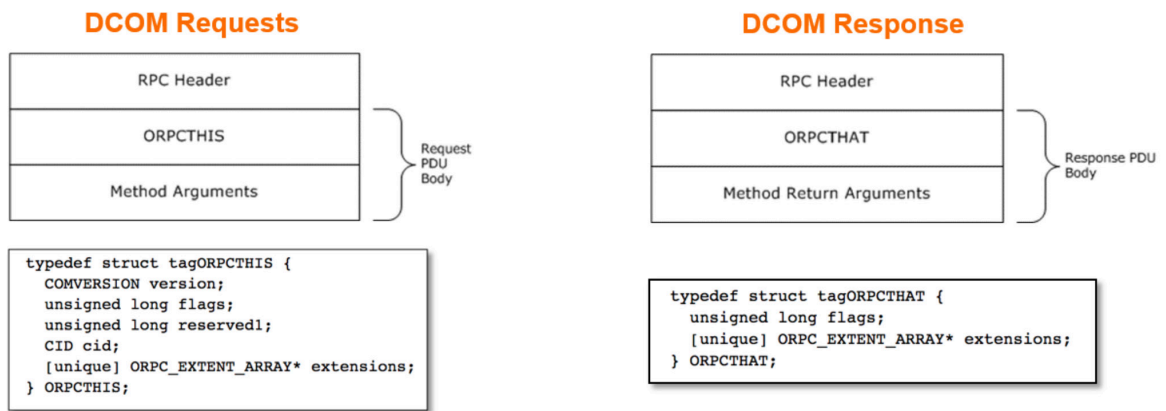 DCOM Requests
RPC Header
ORPCTHIS
Method Arguments
Request
PDU
Body
typedef struct tagORPCTHIS {
  COMVERSION version;
  unsigned long flags;
  unsigned long reserved1;
  CID cid;
  [unique] ORPC_EXTENT_ARRAY* extensions;
} ORPCTHIS;
DCOM Response
RPC Header
ORPCTHAT
Method Return Arguments
Response PDU
Body
typedef struct tagORPCTHAT {
  unsigned long flags;
  [unique] ORPC_EXTENT_ARRAY* extensions;
} ORPCTHAT;